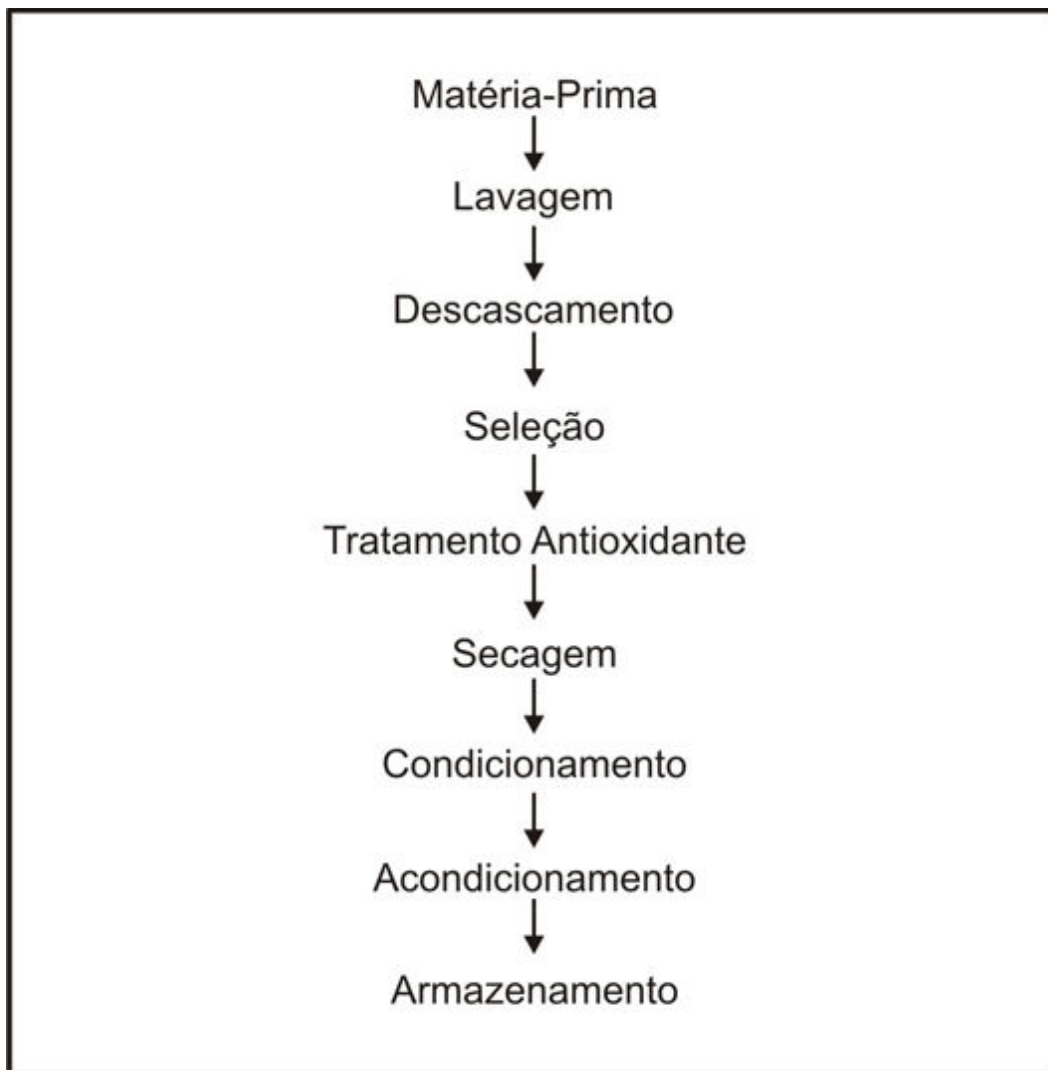 Matéria-Prima
Lavagem
Descascamento
Seleção
Tratamento Antioxidante
Secagem
Condicionamento
Acondicionamento
Armazenamento